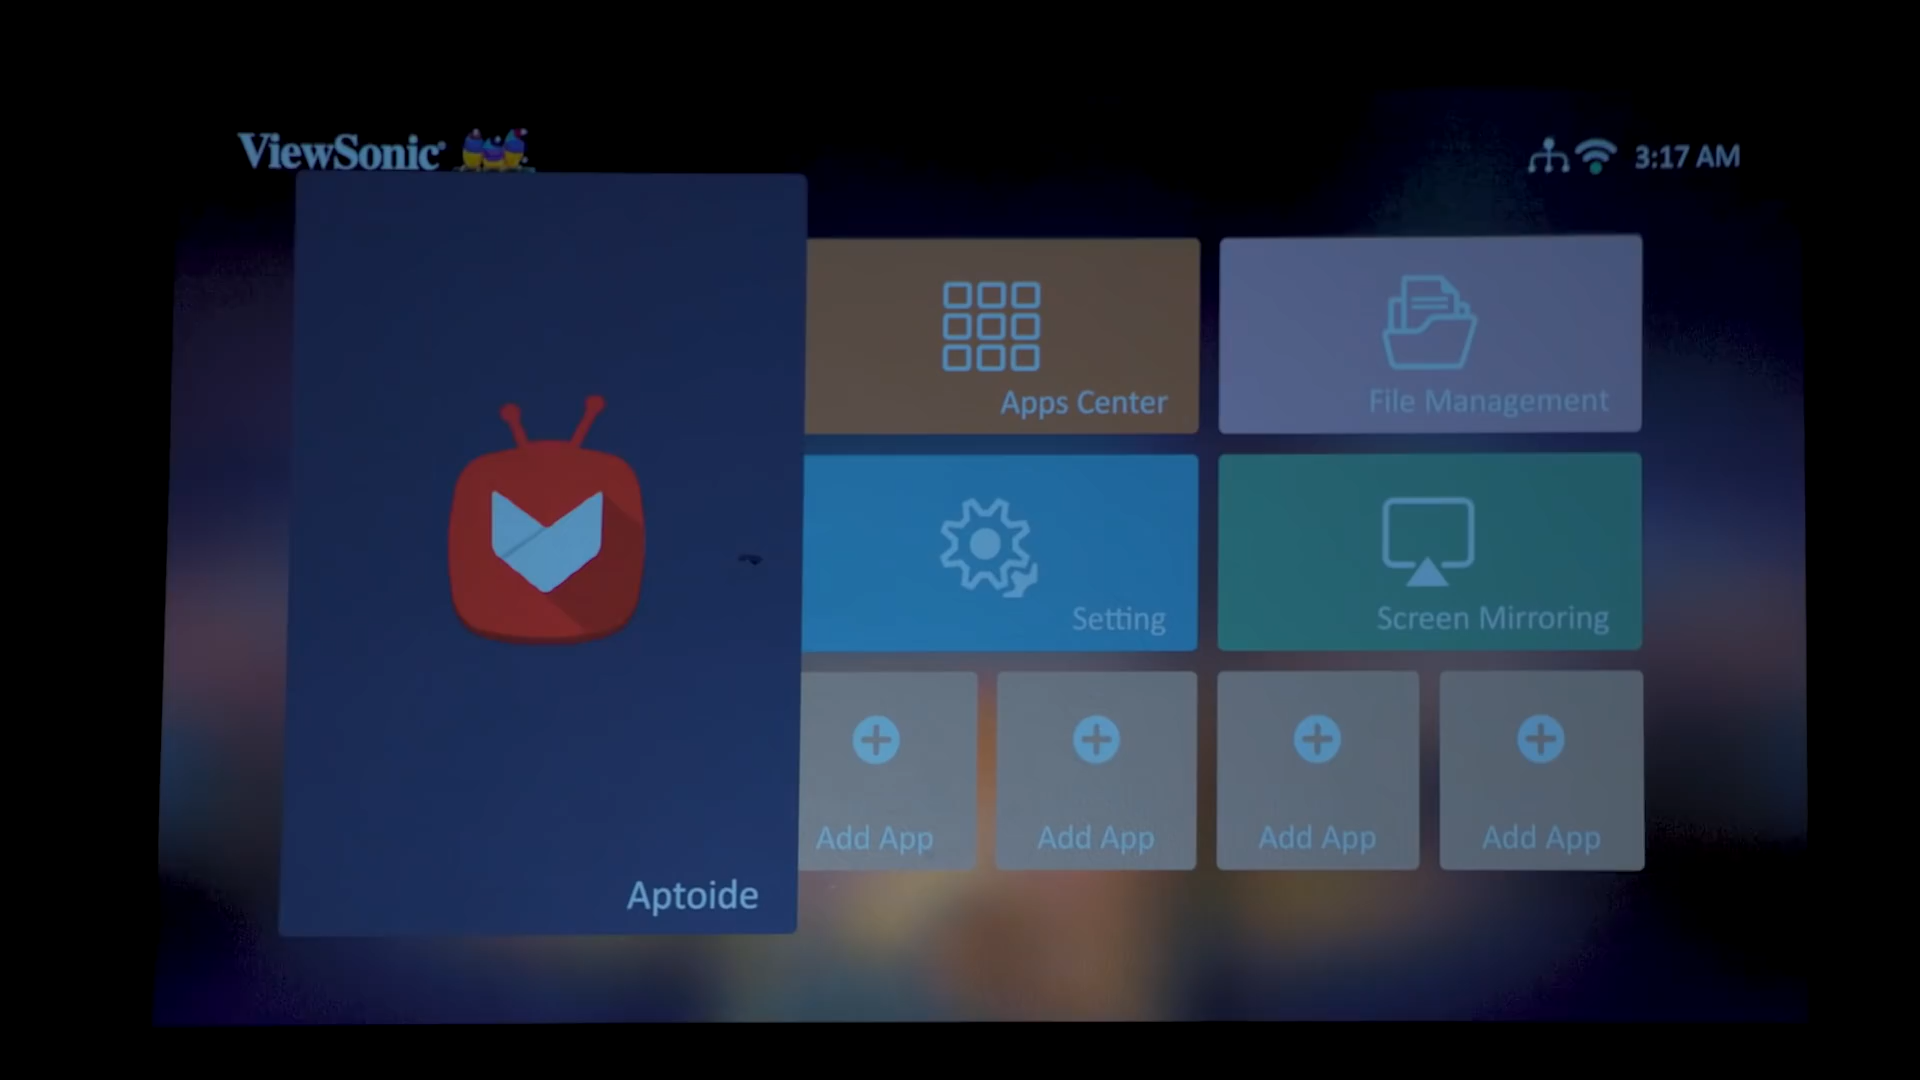 ViewSonic
3:17 AM
Apps Center
File Management
Setting
Screen Mirroring
Add App
Add App
Add App
Add App
Aptoide